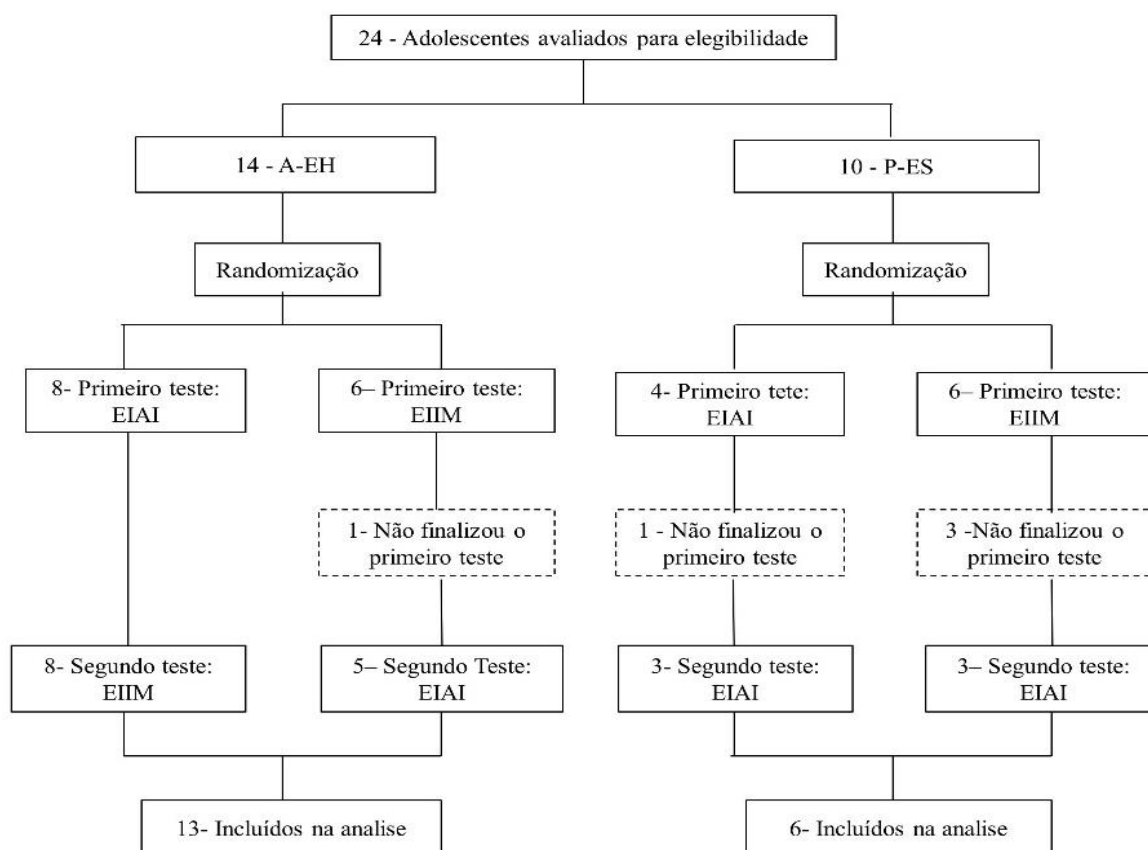 24 - Adolescentes avaliados para elegibilidade
14 - A-EH
10 - P-ES
Randomização
Randomização
8- Primeiro teste:
EIAI
6– Primeiro teste:
EIIM
4- Primeiro tete:
EIAI
6– Primeiro teste:
EIIM
1- Não finalizou o
primeiro teste
1 - Não finalizou o
primeiro teste
3 -Não finalizou o
primeiro teste
8- Segundo teste:
EIIM
5– Segundo Teste:
EIAI
3- Segundo teste:
EIAI
3– Segundo teste:
EIAI
13- Incluídos na analise
6- Incluídos na analise